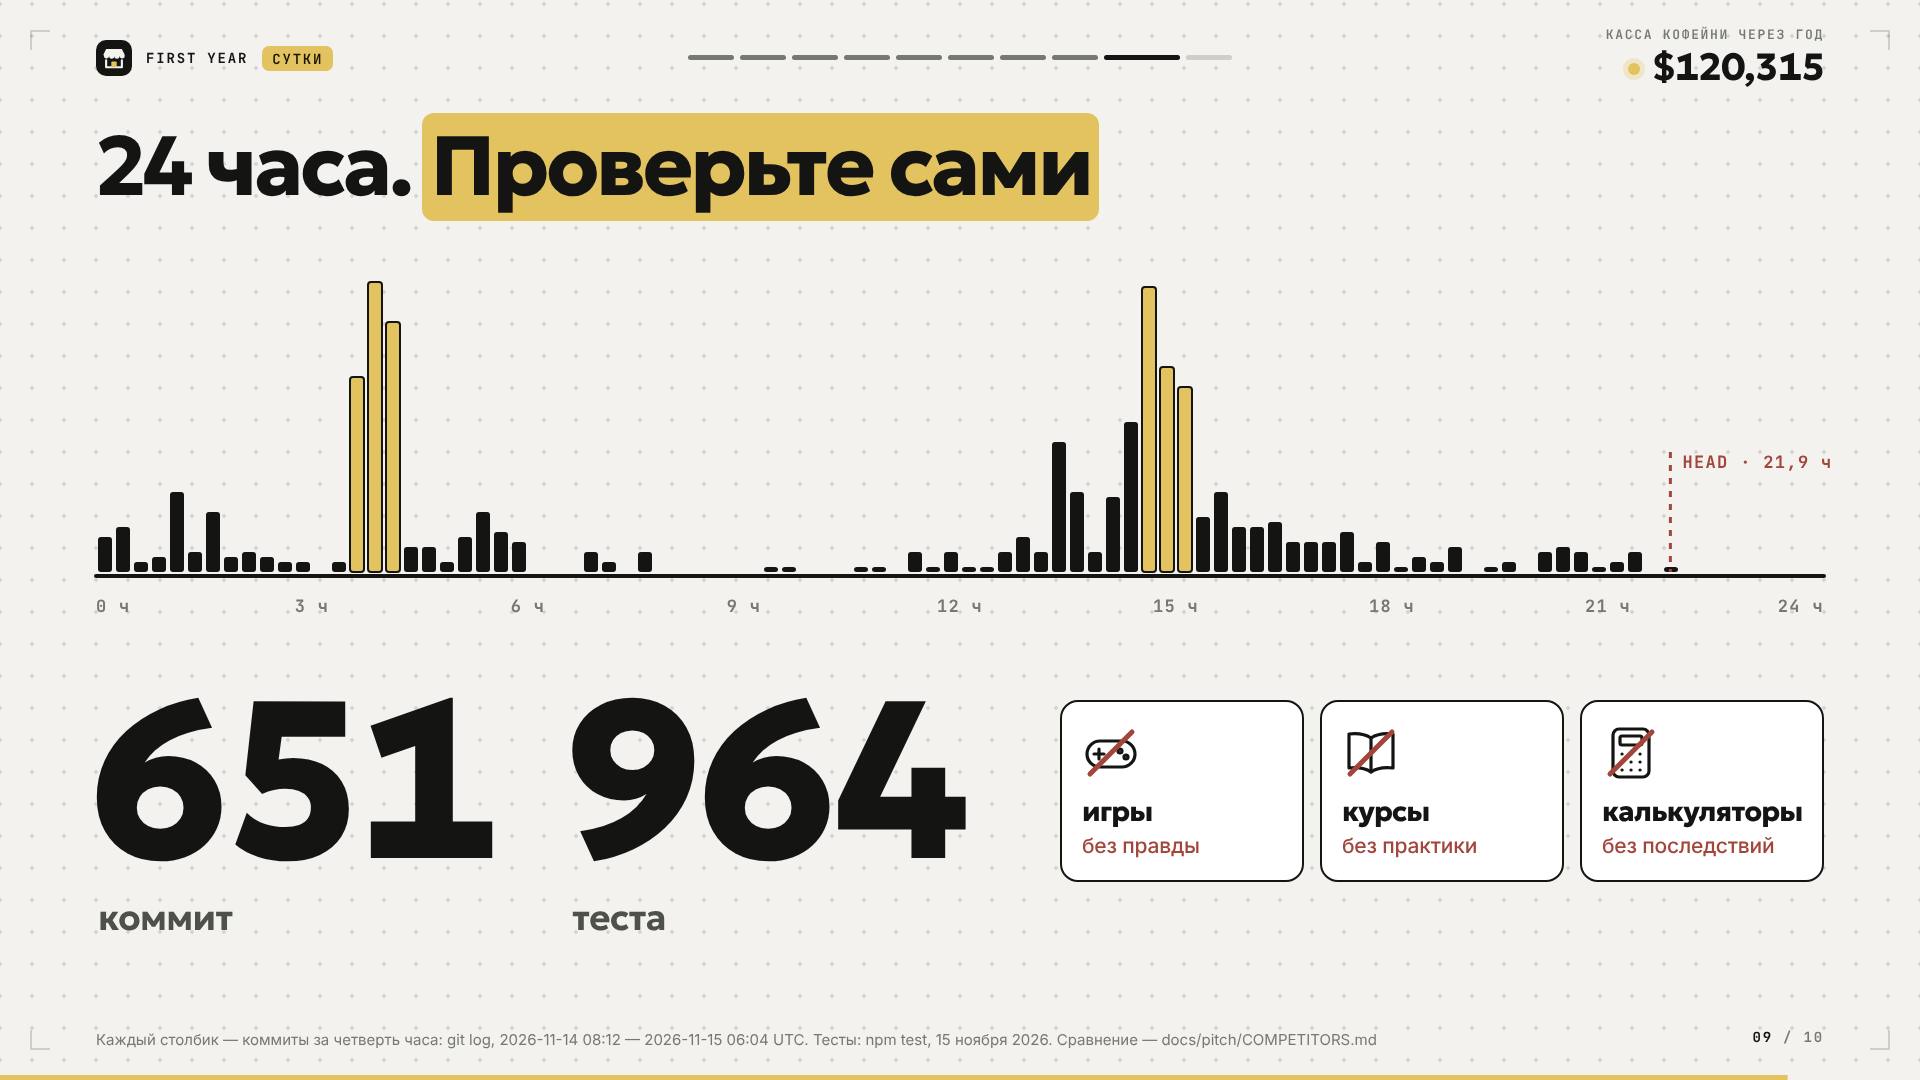 FIRST YEAR СУТКИ
КАССА КОФЕЙНИ ЧЕРЕЗ ГОД
$120,315
24 часа. Проверьте сами
HEAD · 21,9 ч
0 ч 3 ч 6 ч 9 ч 12 ч 15 ч 18 ч 21 ч 24 ч
651 964
коммит теста
игры
без правды
курсы
без практики
калькуляторы
без последствий
Каждый столбик — коммиты за четверть часа: git log, 2026-11-14 08:12 — 2026-11-15 06:04 UTC. Тесты: npm test, 15 ноября 2026. Сравнение — docs/pitch/COMPETITORS.md
09 / 10